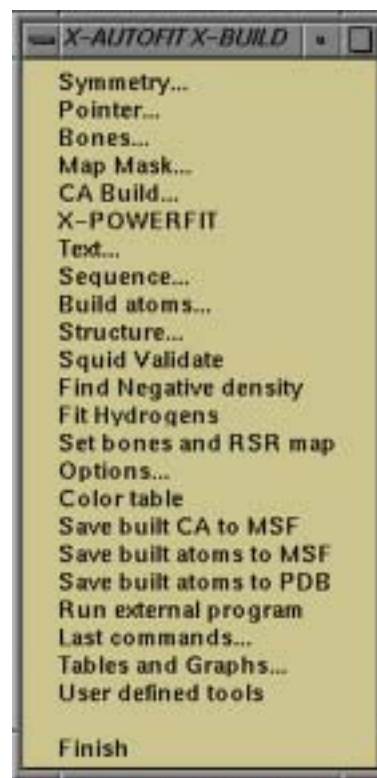 X-AUTOFIT X-BUILD
Symmetry...
Pointer...
Bones...
Map Mask...
CA Build...
X-POWERFIT
Text...
Sequence...
Build atoms...
Structure...
Squid Validate
Find Negative density
Fit Hydrogens
Set bones and RSR map
Options...
Color table
Save built CA to MSF
Save built atoms to MSF
Save built atoms to PDB
Run external program
Last commands...
Tables and Graphs...
User defined tools
Finish